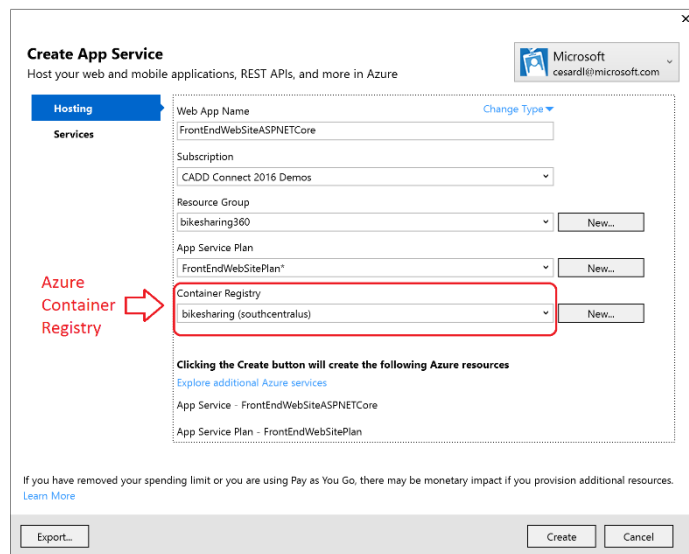 Create App Service
Host your web and mobile applications, REST APIs, and more in Azure
Microsoft
cesardl@microsoft.com
Hosting
Services
Web App Name
Change Type
FrontEndWebSiteASPNETCore
Subscription
CADD Connect 2016 Demos
Resource Group
bikesharing360
New...
App Service Plan
FrontEndWebSitePlan*
New...
Azure
Container
Registry
Container Registry
bikesharing (southcentralus)
New...
Clicking the Create button will create the following Azure resources
Explore additional Azure services
App Service - FrontEndWebSiteASPNETCore
App Service Plan - FrontEndWebSitePlan
If you have removed your spending limit or you are using Pay as You Go, there may be monetary impact if you provision additional resources.
Learn More
Export...
Create
Cancel